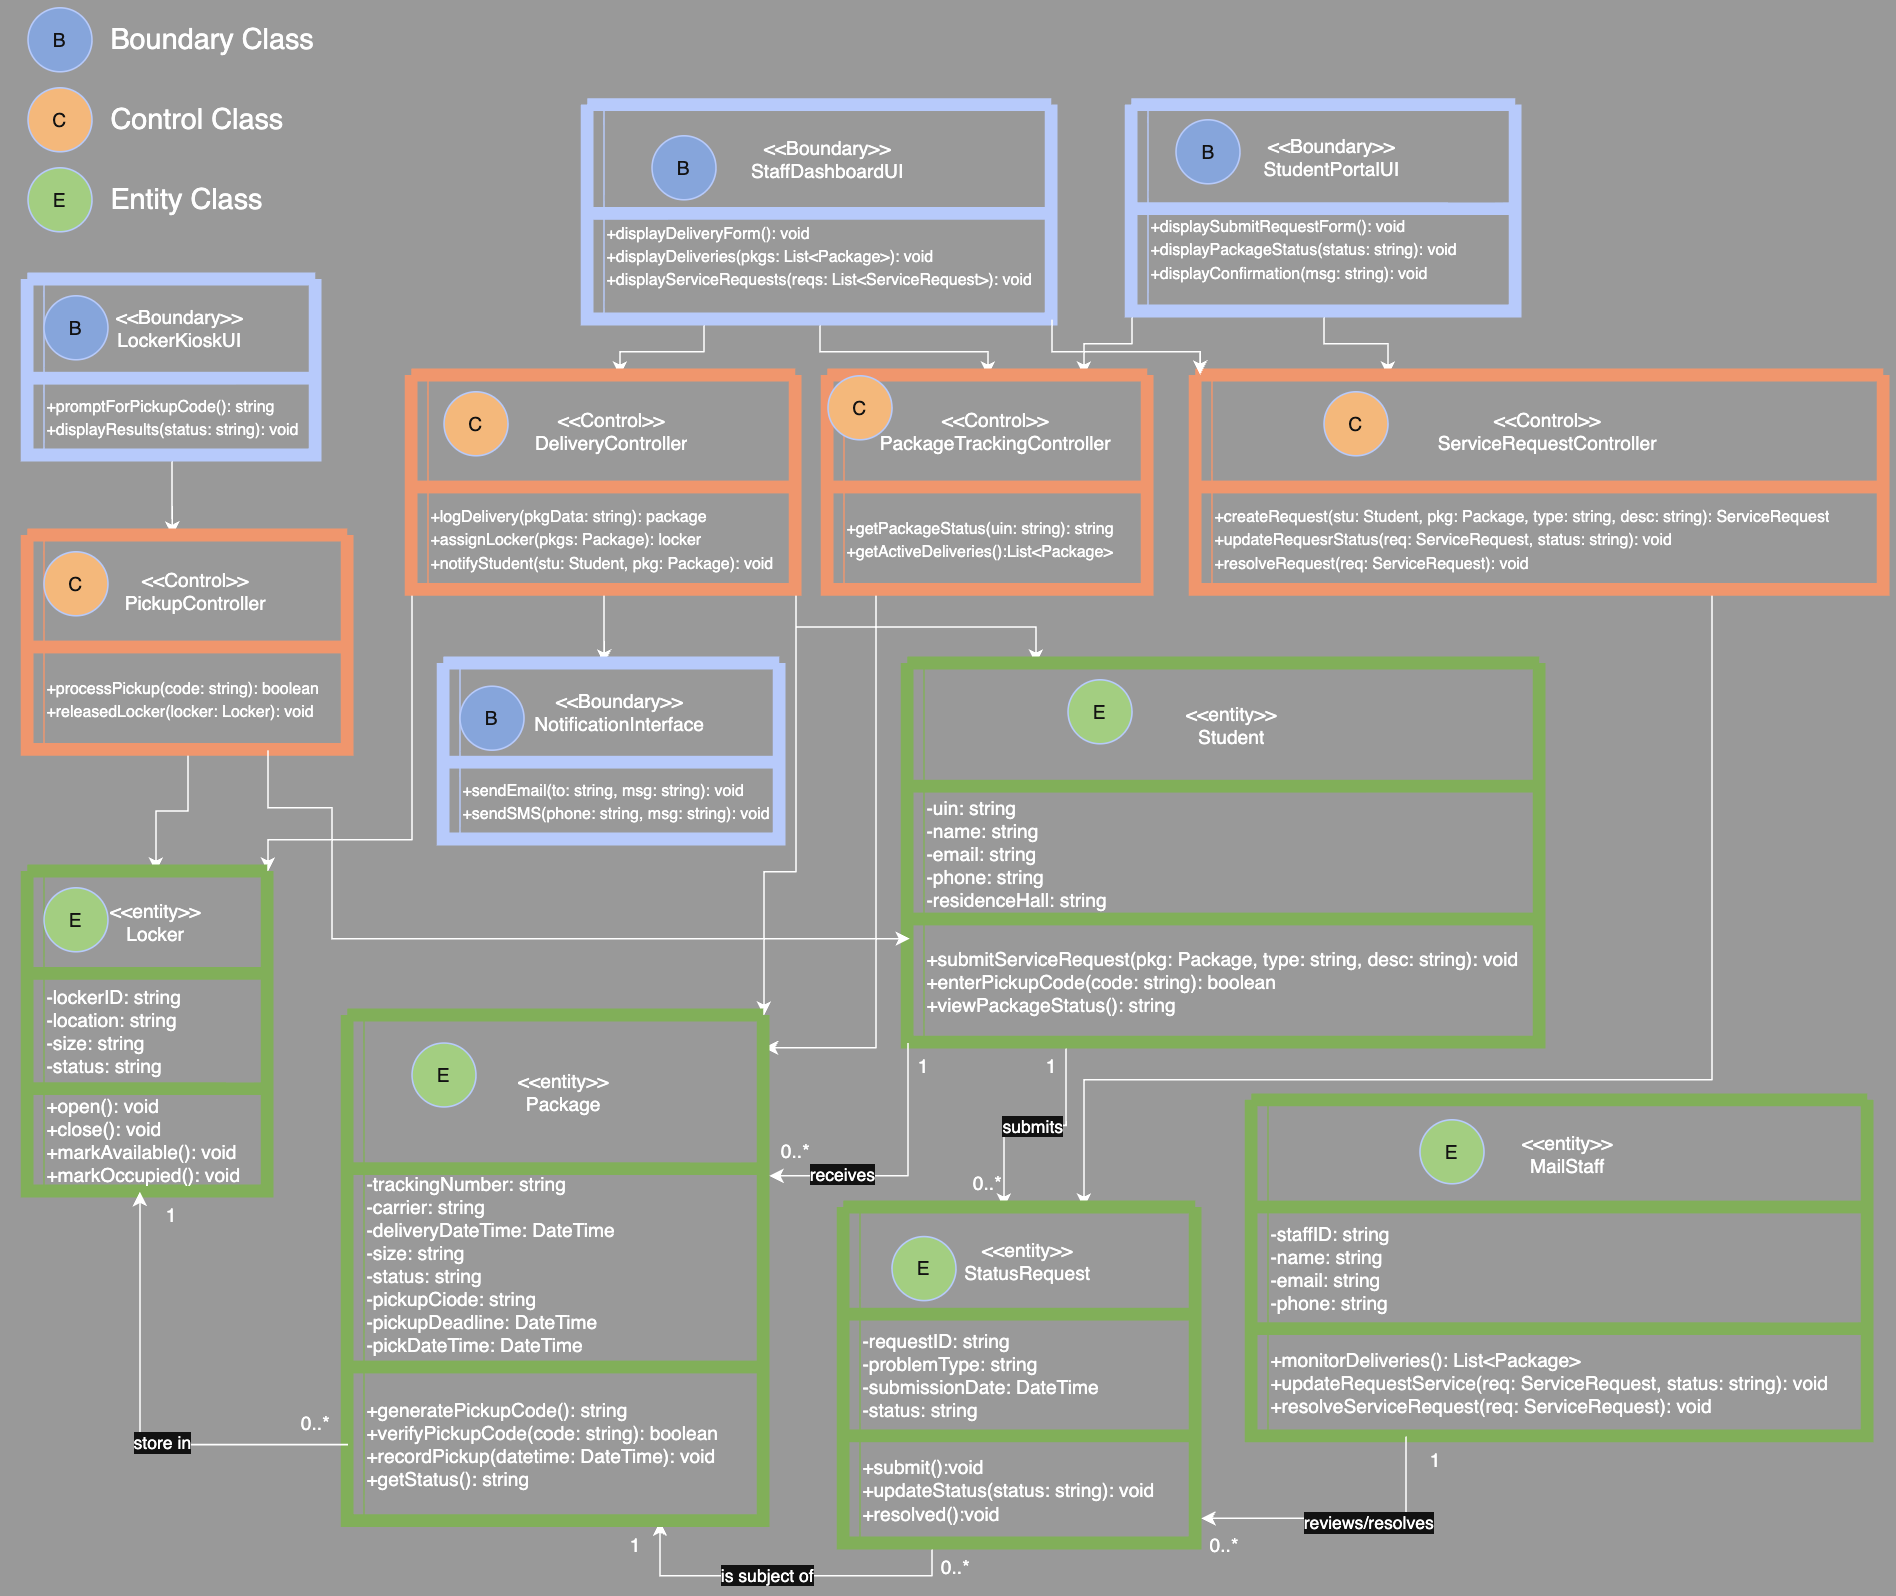 B
Boundary Class
C
Control Class
E
Entity Class
B
<<Boundary>>
StaffDashboardUI
+displayDeliveryForm(): void
+displayDeliveries(pkgs: List<Package>): void
+displayServiceRequests(reqs: List<ServiceRequest>): void
B
<<Boundary>>
StudentPortalUI
+displaySubmitRequestForm(): void
+displayPackageStatus(status: string): void
+displayConfirmation(msg: string): void
B
<<Boundary>>
LockerKioskUI
+promptForPickupCode(): string
+displayResults(status: string): void
C
<<Control>>
DeliveryController
+logDelivery(pkgData: string): package
+assignLocker(pkgs: Package): locker
+notifyStudent(stu: Student, pkg: Package): void
C
<<Control>>
PackageTrackingController
+getPackageStatus(uin: string): string
+getActiveDeliveries():List<Package>
C
<<Control>>
ServiceRequestController
+createRequest(stu: Student, pkg: Package, type: string, desc: string): ServiceRequest
+updateRequesrStatus(req: ServiceRequest, status: string): void
+resolveRequest(req: ServiceRequest): void
C
<<Control>>
PickupController
+processPickup(code: string): boolean
+releasedLocker(locker: Locker): void
B
<<Boundary>>
NotificationInterface
+sendEmail(to: string, msg: string): void
+sendSMS(phone: string, msg: string): void
E
<<entity>>
Student
-uin: string
-name: string
-email: string
-phone: string
-residenceHall: string
+submitServiceRequest(pkg: Package, type: string, desc: string): void
+enterPickupCode(code: string): boolean
+viewPackageStatus(): string
E
<<entity>>
Locker
-lockerID: string
-location: string
-size: string
-status: string
+open(): void
+close(): void
+markAvailable(): void
+markOccupied(): void
1
E
<<entity>>
Package
-trackingNumber: string
-carrier: string
-deliveryDateTime: DateTime
-size: string
-status: string
-pickupCiode: string
-pickupDeadline: DateTime
-pickDateTime: DateTime
+generatePickupCode(): string
+verifyPickupCode(code: string): boolean
+recordPickup(datetime: DateTime): void
+getStatus(): string
0..*
store in
1
1
submits
0..*
receives
0..*
E
<<entity>>
StatusRequest
-requestID: string
-problemType: string
-submissionDate: DateTime
-status: string
+submit():void
+updateStatus(status: string): void
+resolved():void
E
<<entity>>
MailStaff
-staffID: string
-name: string
-email: string
-phone: string
+monitorDeliveries(): List<Package>
+updateRequestService(req: ServiceRequest, status: string): void
+resolveServiceRequest(req: ServiceRequest): void
1
reviews/resolves
0..*
1
is subject of
0..*